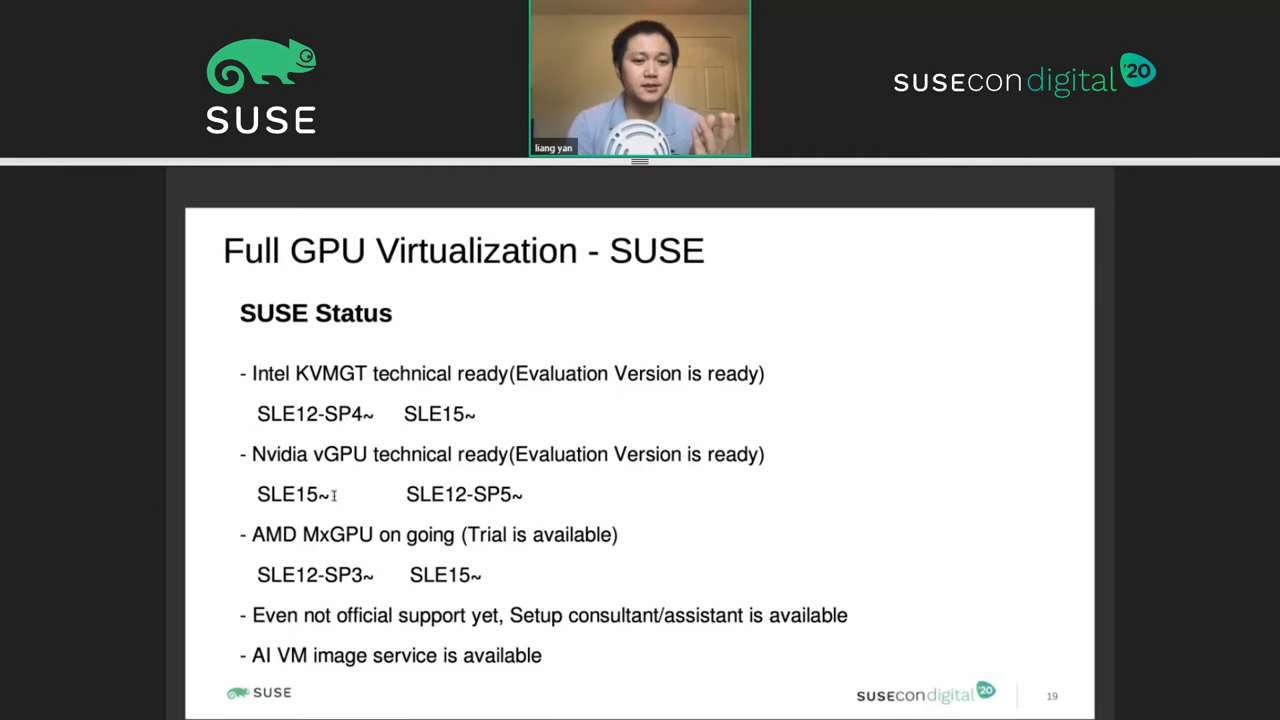 SUSE
SUSEcon digital '20
liang yan
Full GPU Virtualization - SUSE
SUSE Status
- Intel KVMGT technical ready(Evaluation Version is ready)
SLE12-SP4~ SLE15~
- Nvidia vGPU technical ready(Evaluation Version is ready)
SLE15~ SLE12-SP5~
- AMD MxGPU on going (Trial is available)
SLE12-SP3~ SLE15~
- Even not official support yet, Setup consultant/assistant is available
- AI VM image service is available
SUSE
SUSEcon digital '20
19